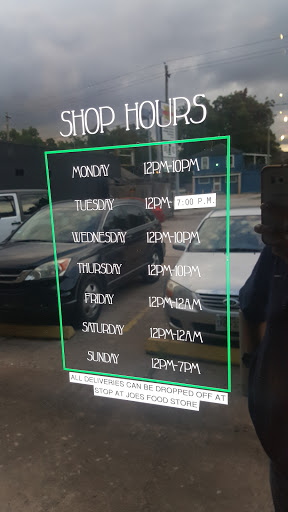 SHOP HOURS
MONDAY 12PM-10PM
TUESDAY 12PM- 7:00 P.M.
WEDNESDAY 12PM-10PM
THURSDAY 12PM-10PM
FRIDAY 12PM-12AM
SATURDAY 12PM-12AM
SUNDAY 12PM-7PM
ALL DELIVERIES CAN BE DROPPED OFF AT
STOP AT JOES FOOD STORE